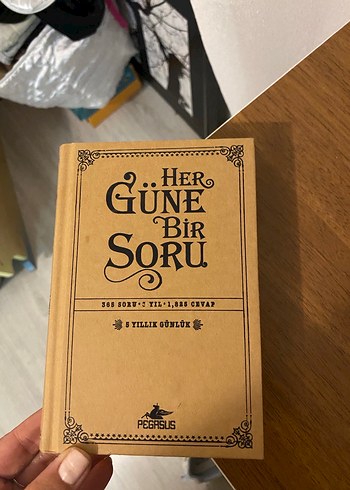 HER
GÜNE
BİR
SORU
365 SORU+5 YIL=1,825 CEVAP
5 YILLIK GÜNLÜK
PEGASUS